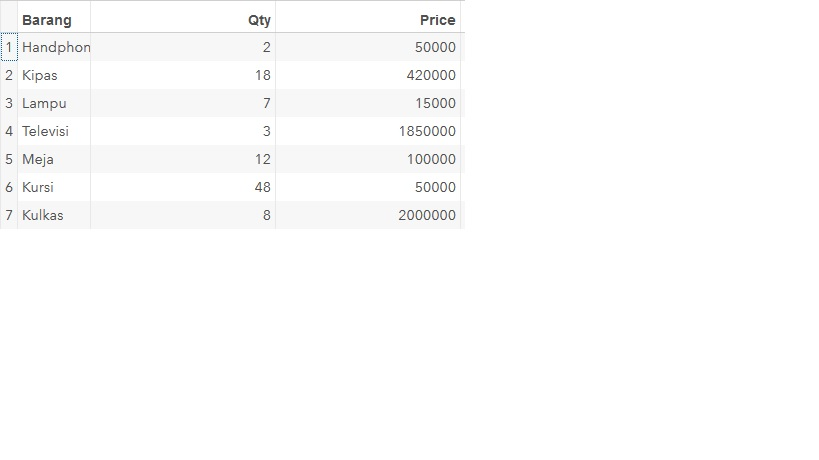 Barang Qty Price
1 Handphon 2 50000
2 Kipas 18 420000
3 Lampu 7 15000
4 Televisi 3 1850000
5 Meja 12 100000
6 Kursi 48 50000
7 Kulkas 8 2000000